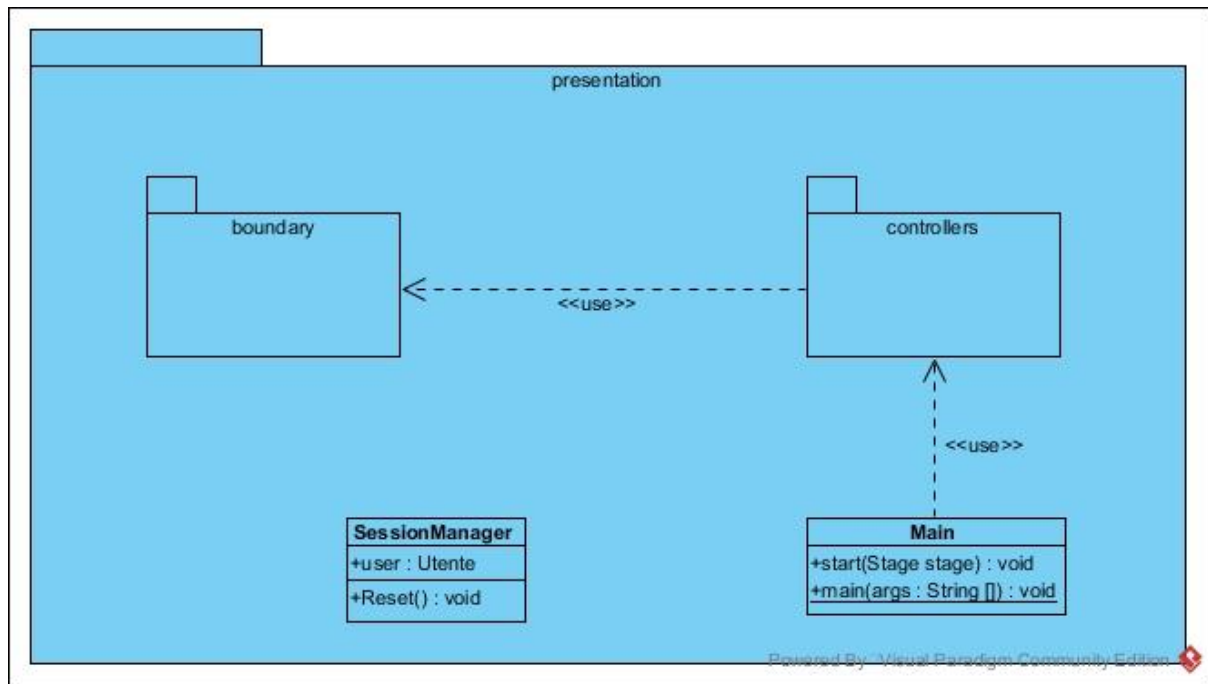 presentation
boundary
controllers
<<use>>
<<use>>
SessionManager
+user : Utente
+Reset() : void
Main
+start(Stage stage) : void
+main(args : String []) : void
Powered By Visual Paradigm Community Edition